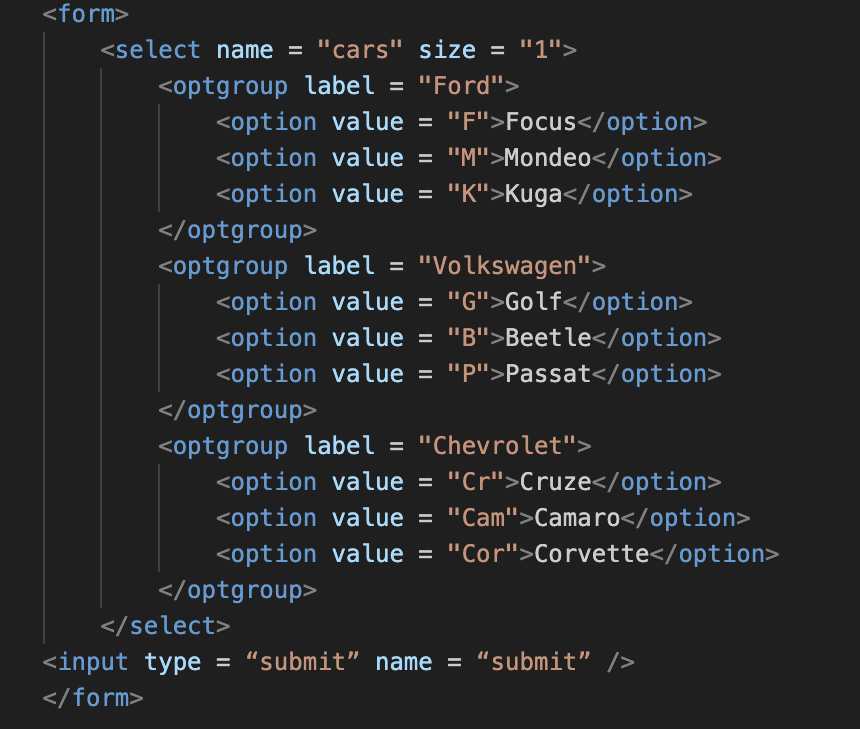 <form>
<select name = "cars" size = "1">
<optgroup label = "Ford">
<option value = "F">Focus</option>
<option value = "M">Mondeo</option>
<option value = "K">Kuga</option>
</optgroup>
<optgroup label = "Volkswagen">
<option value = "G">Golf</option>
<option value = "B">Beetle</option>
<option value = "P">Passat</option>
</optgroup>
<optgroup label = "Chevrolet">
<option value = "Cr">Cruze</option>
<option value = "Cam">Camaro</option>
<option value = "Cor">Corvette</option>
</optgroup>
</select>
<input type = “submit” name = “submit” />
</form>